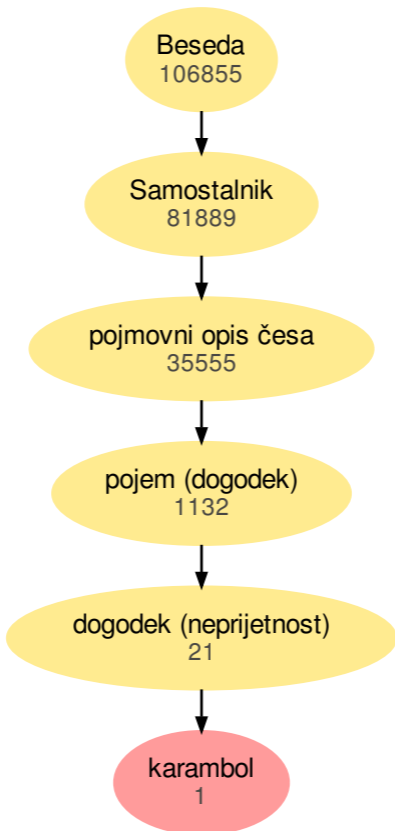 Beseda
106855
Samostalnik
81889
pojmovni opis česa
35555
pojem (dogodek)
1132
dogodek (neprijetnost)
21
karambol
1